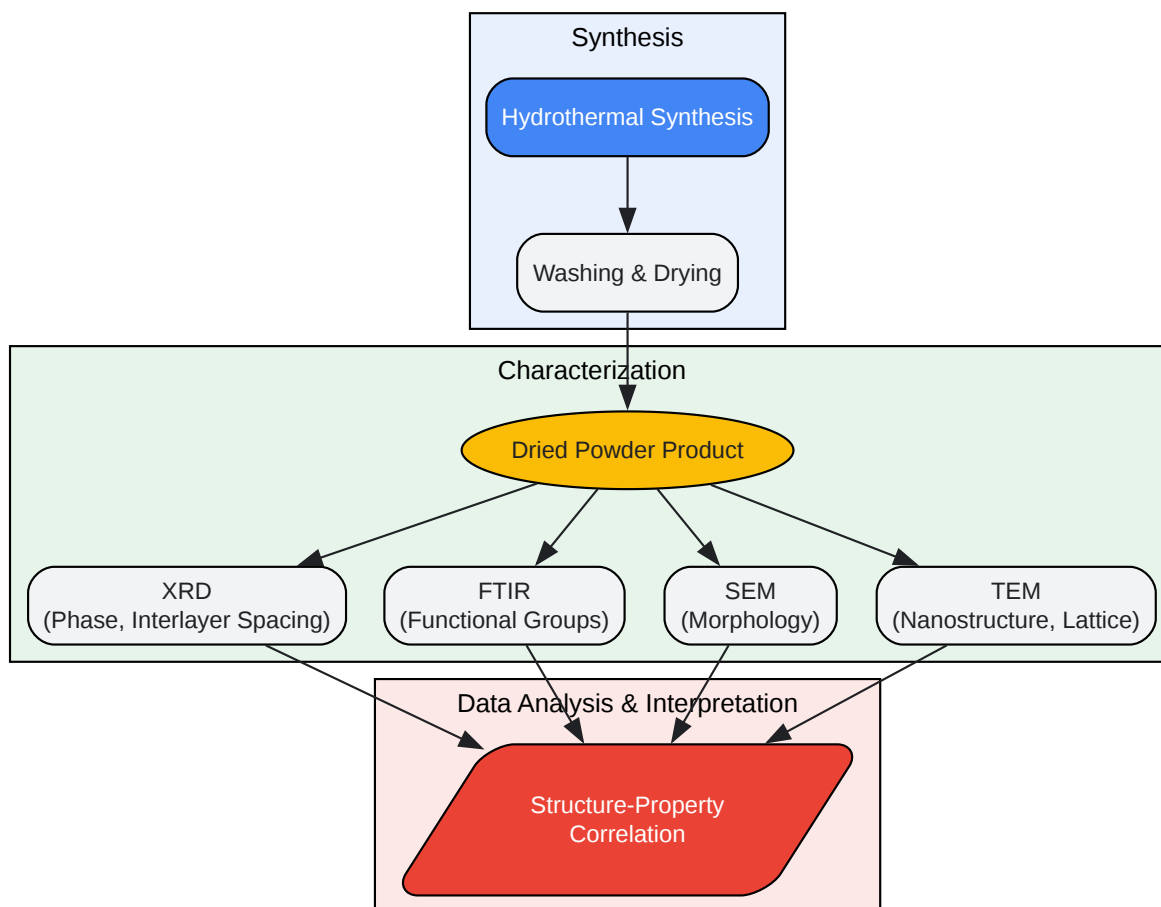 Synthesis
Hydrothermal Synthesis
Washing & Drying
Characterization
Dried Powder Product
XRD
(Phase, Interlayer Spacing)
FTIR
(Functional Groups)
SEM
(Morphology)
TEM
(Nanostructure, Lattice)
Data Analysis & Interpretation
Structure-Property
Correlation